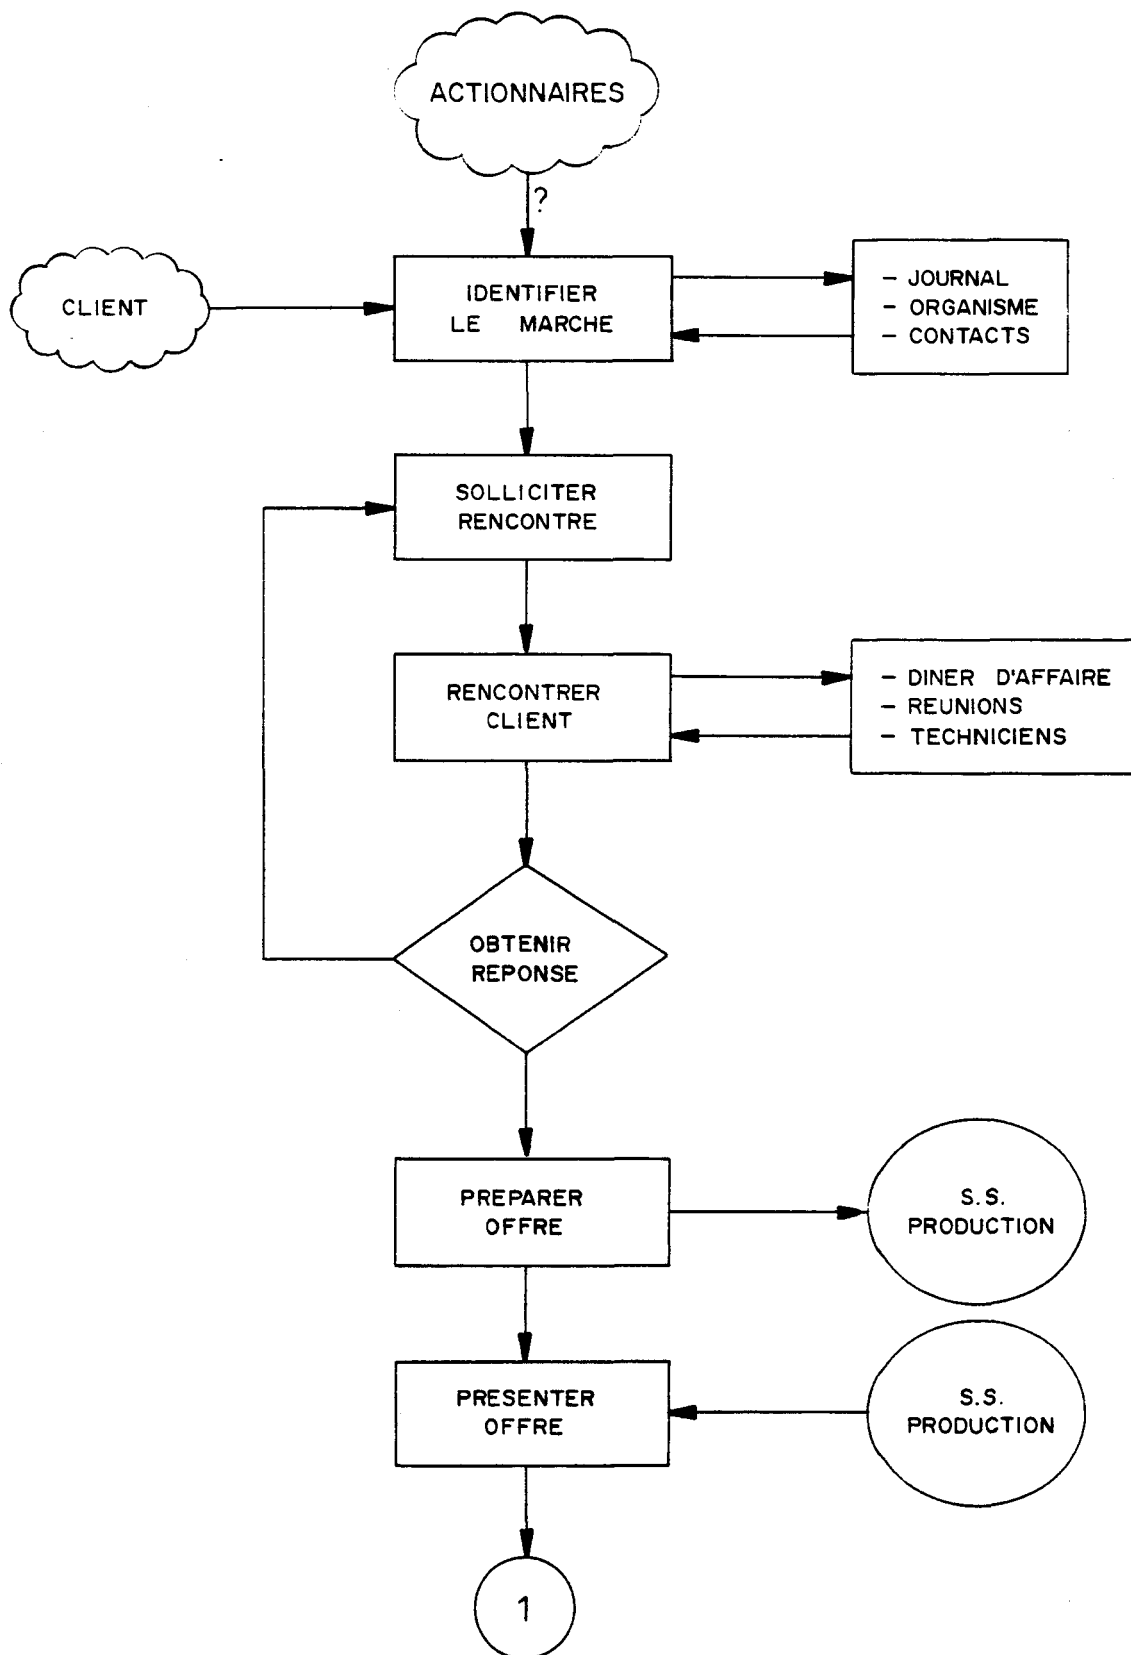 ACTIONNAIRES
?
CLIENT
IDENTIFIER
LE MARCHE
- JOURNAL
- ORGANISME
- CONTACTS
SOLLICITER
RENCONTRE
RENCONTRER
CLIENT
- DINER D'AFFAIRE
- REUNIONS
- TECHNICIENS
OBTENIR
REPONSE
PREPARER
OFFRE
S.S.
PRODUCTION
PRESENTER
OFFRE
S.S.
PRODUCTION
1